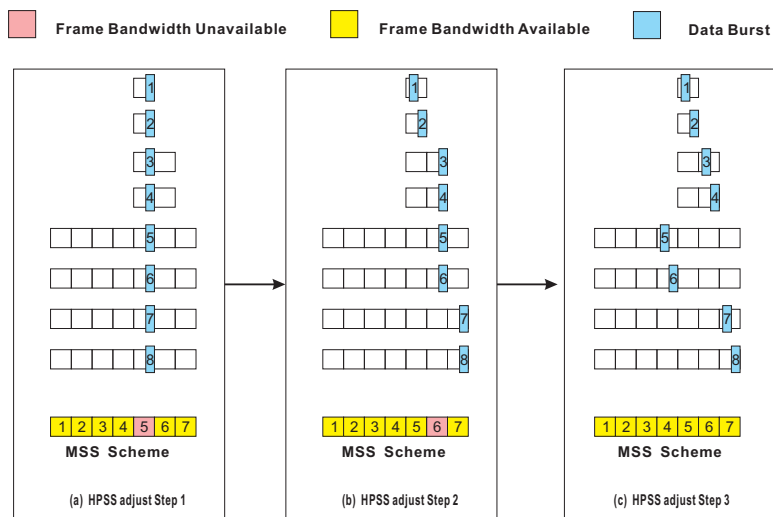 Frame Bandwidth Unavailable
Frame Bandwidth Available
Data Burst
1
2
3
4
5
6
7
8
1 2 3 4 5 6 7
MSS Scheme
(a) HPSS adjust Step 1
1
2
3
4
5
6
7
8
1 2 3 4 5 6 7
MSS Scheme
(b) HPSS adjust Step 2
1
2
3
4
5
6
7
8
1 2 3 4 5 6 7
MSS Scheme
(c) HPSS adjust Step 3